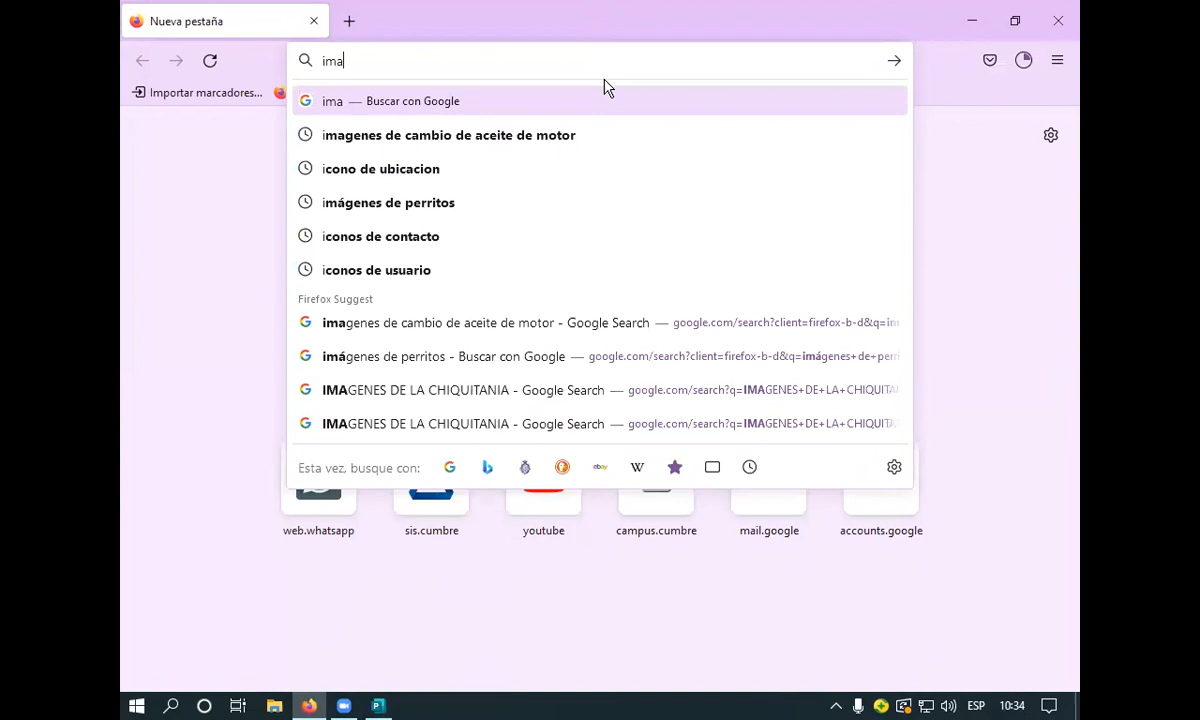 Nueva pestaña
ima
Importar marcadores...
ima — Buscar con Google
imagenes de cambio de aceite de motor
icono de ubicacion
imágenes de perritos
iconos de contacto
iconos de usuario
Firefox Suggest
imagenes de cambio de aceite de motor - Google Search — google.com/search?client=firefox-b-d&q=im
imágenes de perritos - Buscar con Google — google.com/search?client=firefox-b-d&q=imágenes+de+perri
IMAGENES DE LA CHIQUITANIA - Google Search — google.com/search?q=IMAGENES+DE+LA+CHIQUITA
IMAGENES DE LA CHIQUITANIA - Google Search — google.com/search?q=IMAGENES+DE+LA+CHIQUITA
Esta vez, busque con: G b ebay W
web.whatsapp sis.cumbre youtube campus.cumbre mail.google accounts.google
ESP 10:34